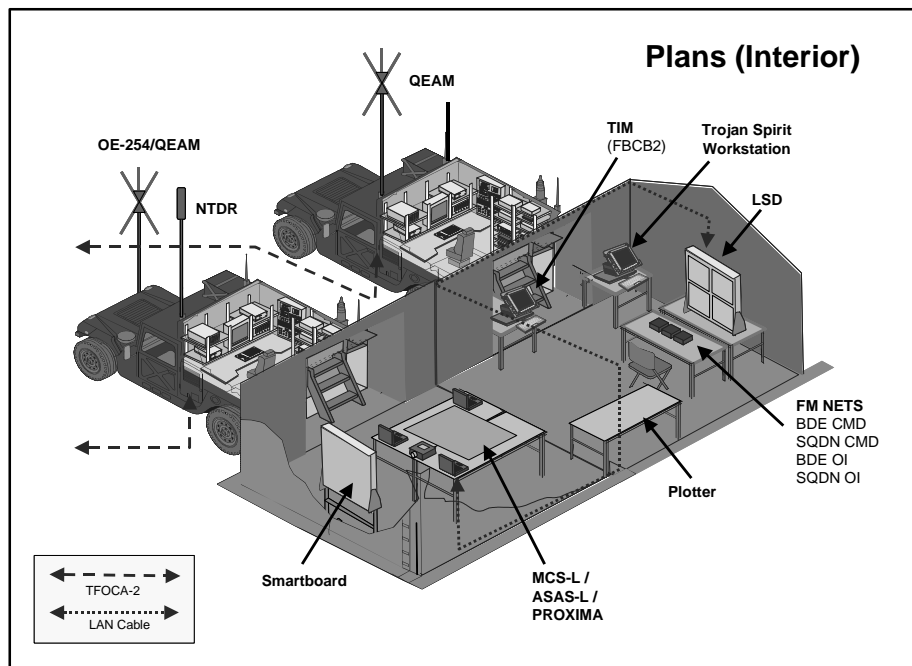 Plans (Interior)
QEAM
OE-254/QEAM
NTDR
TIM
(FBCB2)
Trojan Spirit
Workstation
LSD
FM NETS
BDE CMD
SQDN CMD
BDE OI
SQDN OI
Plotter
Smartboard
MCS-L /
ASAS-L /
PROXIMA
TFOCA-2
LAN Cable